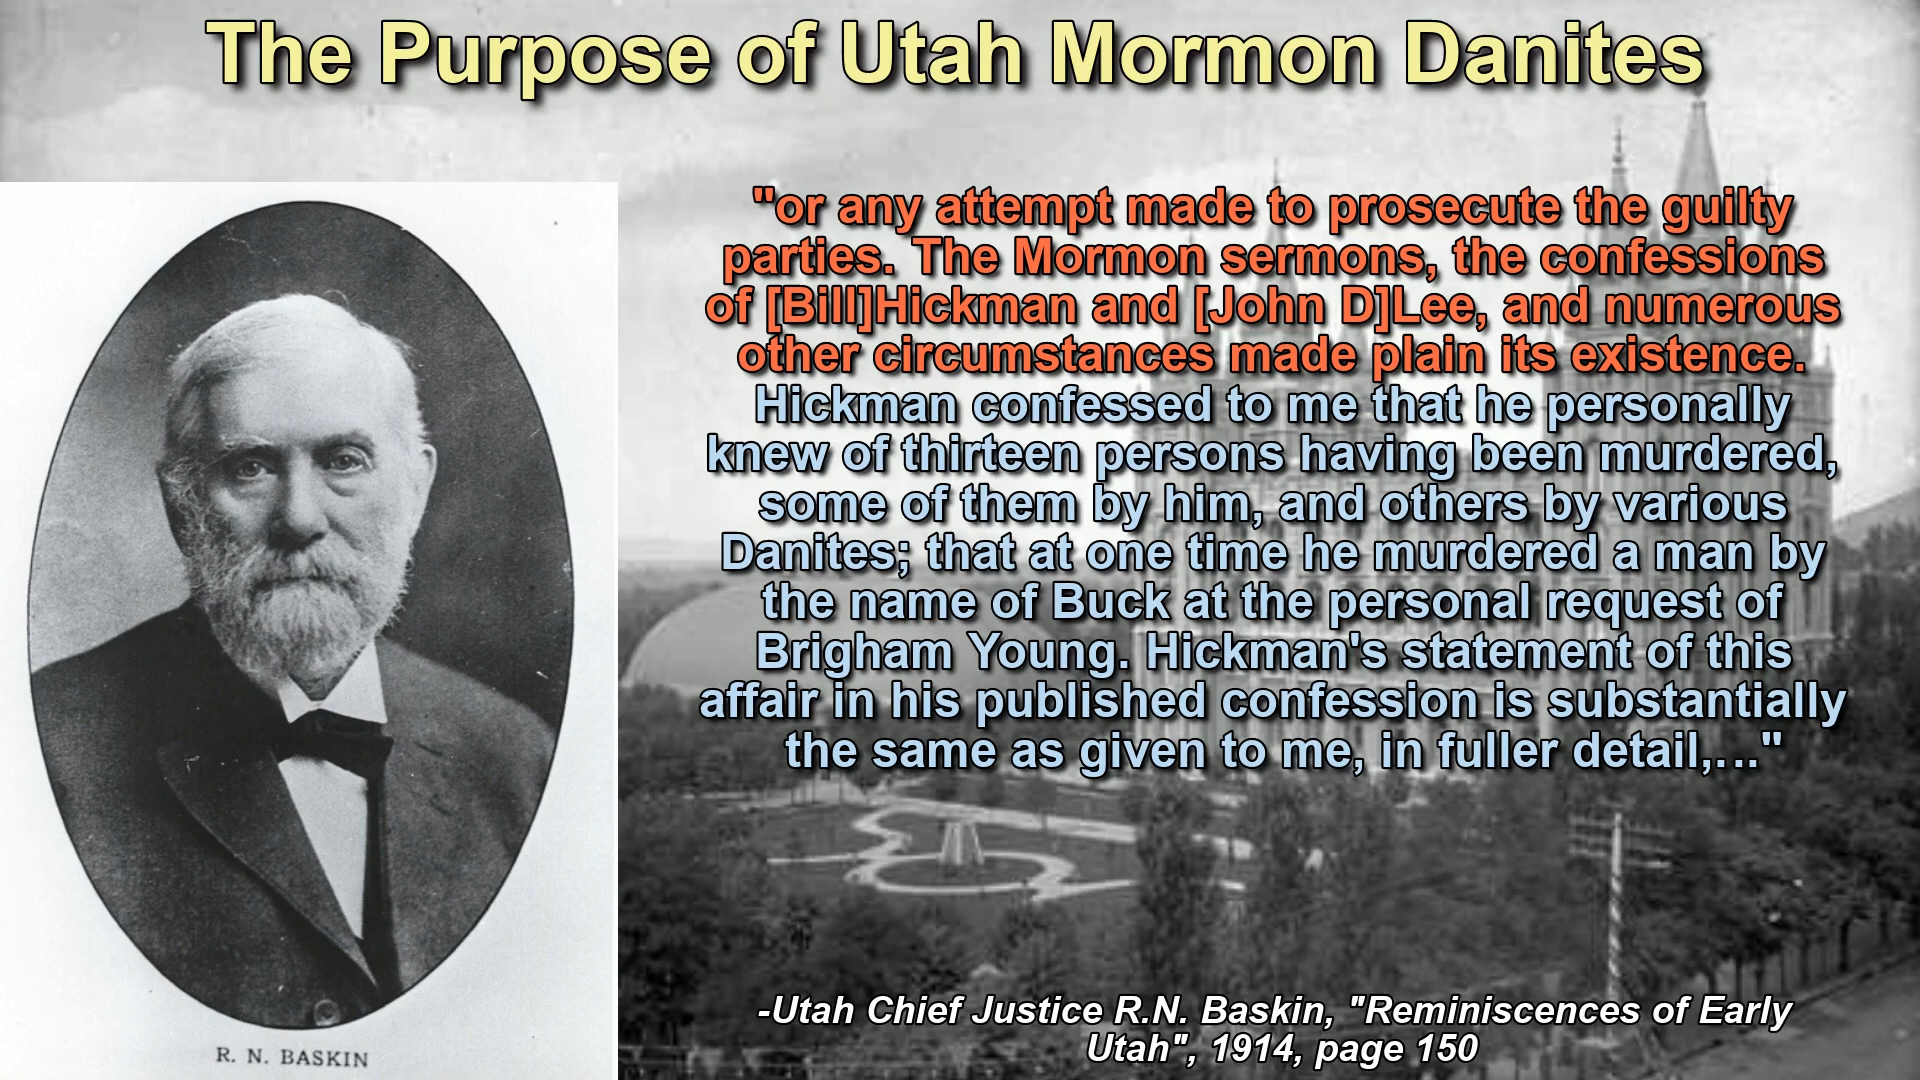 The Purpose of Utah Mormon Danites
"or any attempt made to prosecute the guilty
parties. The Mormon sermons, the confessions
of [Bill]Hickman and [John D]Lee, and numerous
other circumstances made plain its existence.
Hickman confessed to me that he personally
knew of thirteen persons having been murdered,
some of them by him, and others by various
Danites; that at one time he murdered a man by
the name of Buck at the personal request of
Brigham Young. Hickman's statement of this
affair in his published confession is substantially
the same as given to me, in fuller detail,..."
-Utah Chief Justice R.N. Baskin, "Reminiscences of Early
Utah", 1914, page 150
R. N. BASKIN